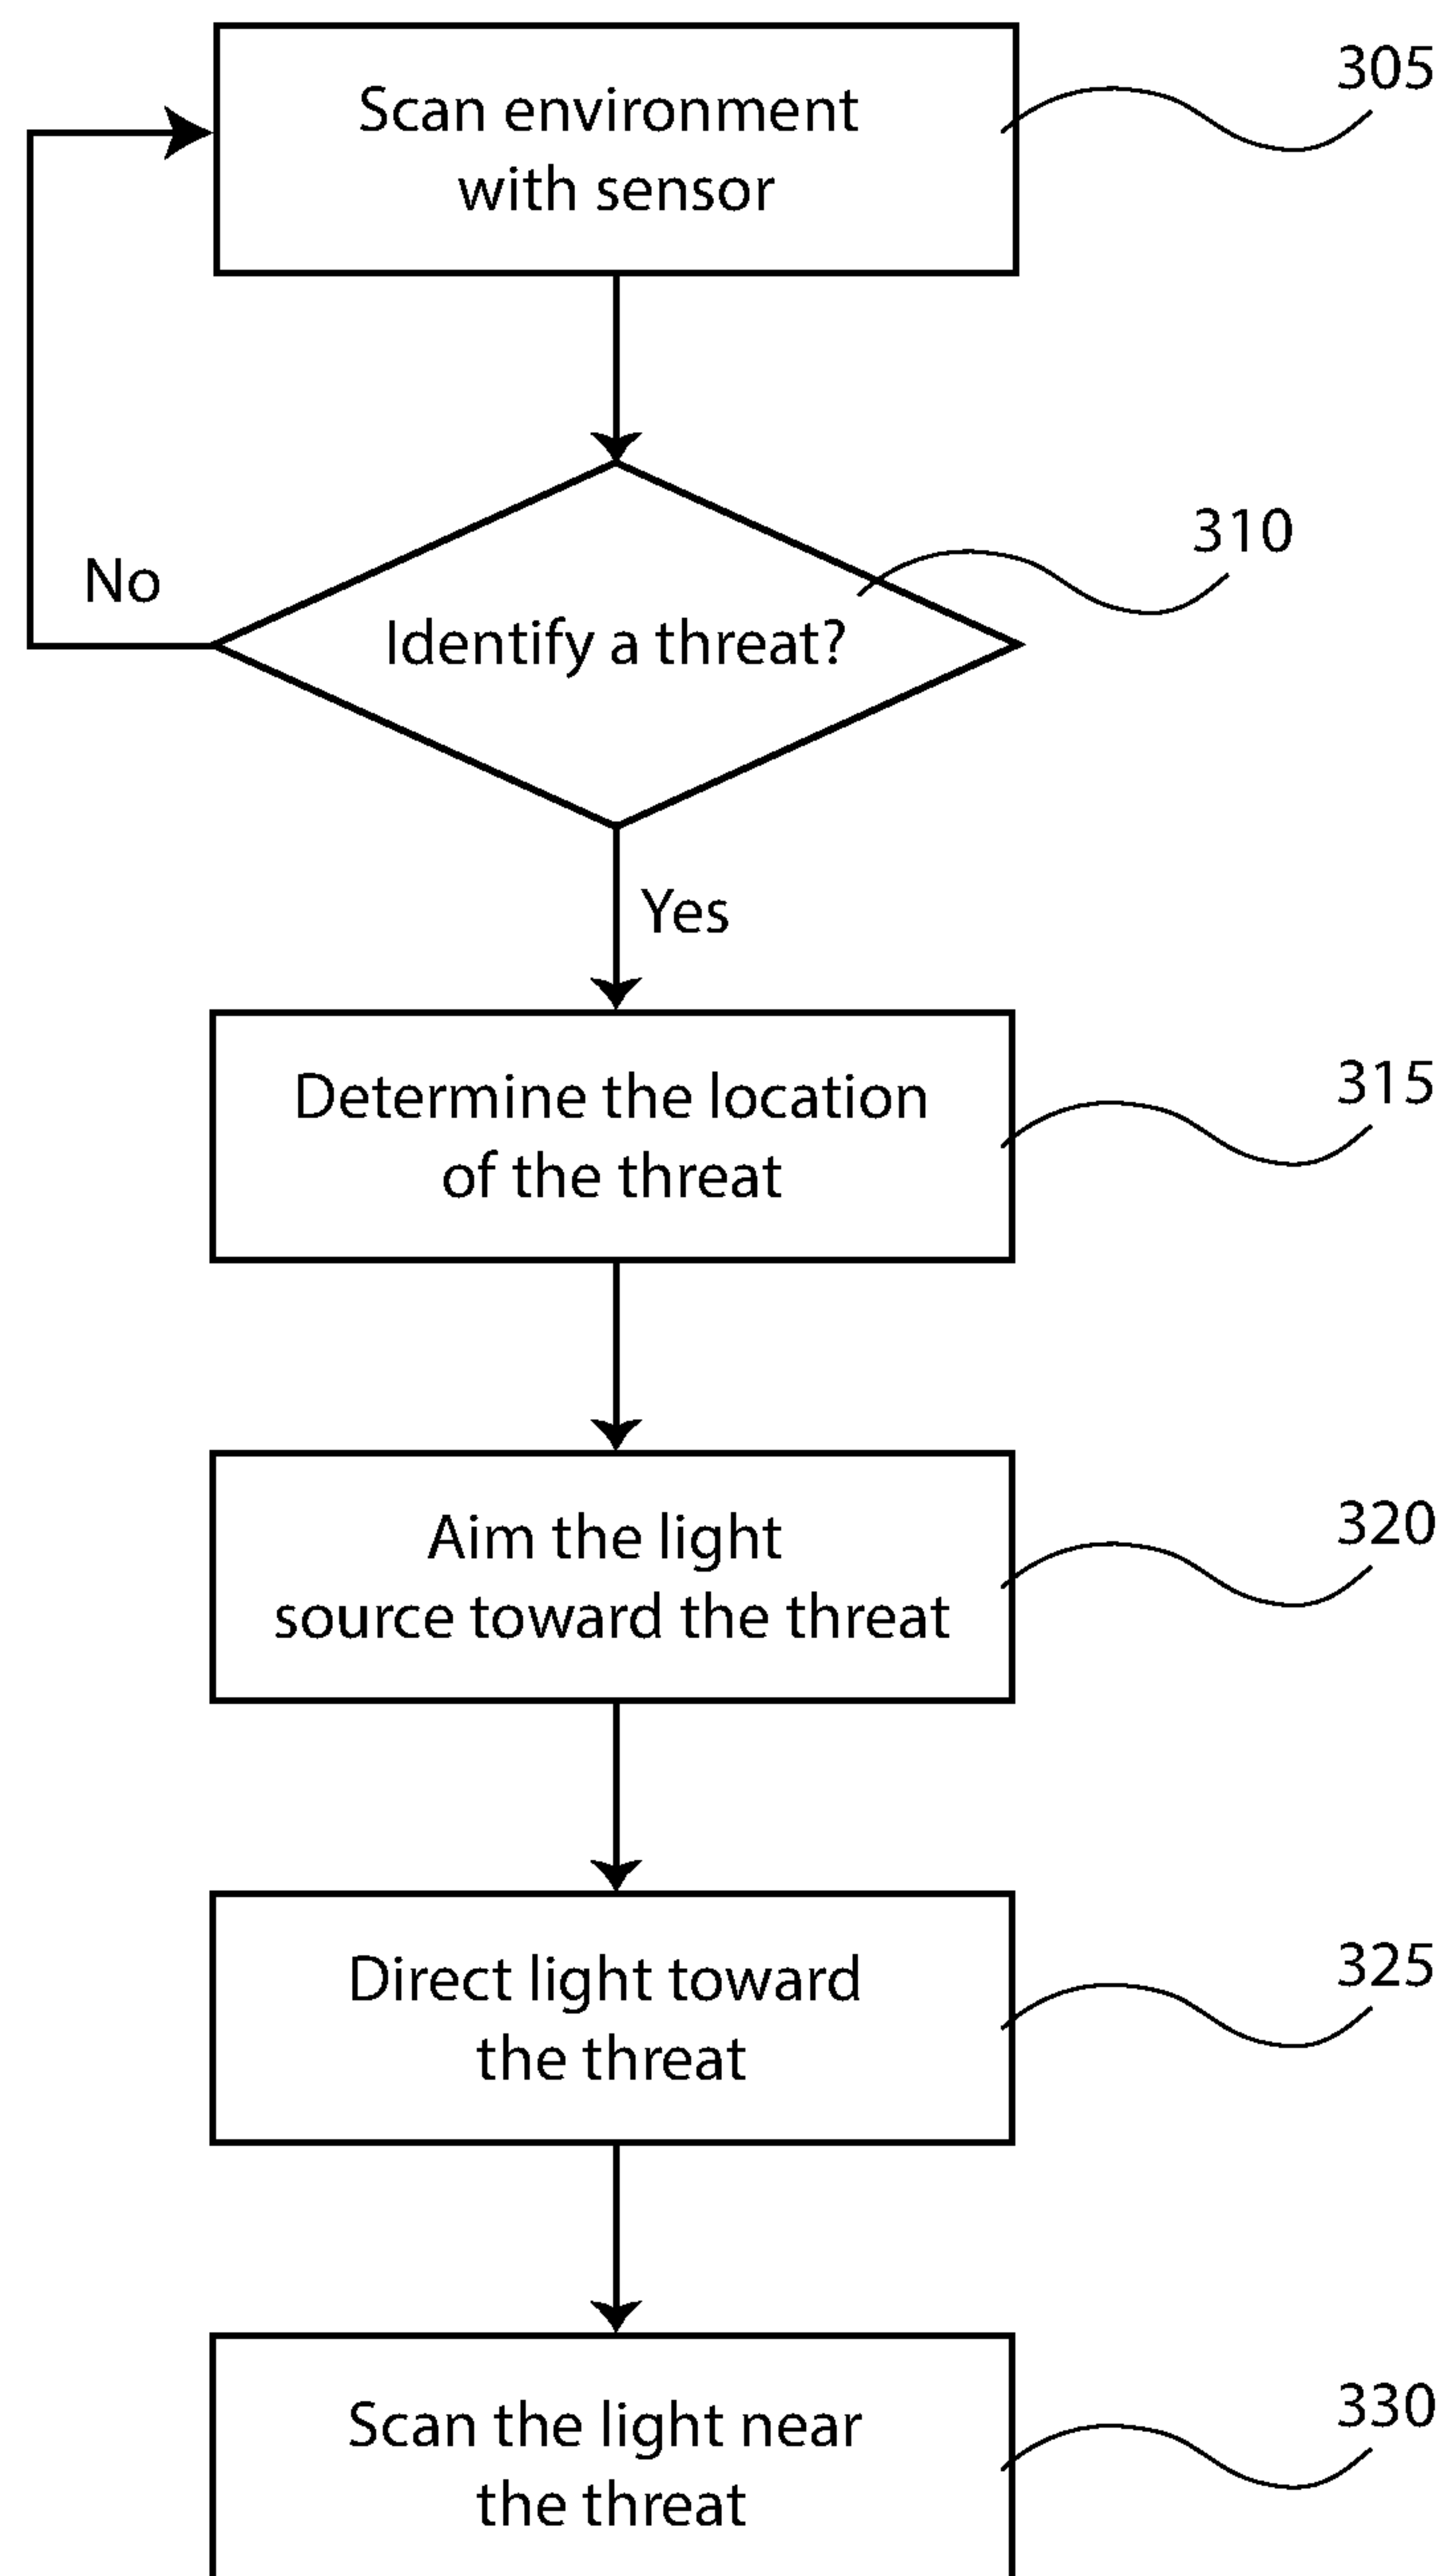 Scan environment
with sensor
305
310
Identify a threat?
No
Yes
Determine the location
of the threat
315
Aim the light
source toward the threat
320
Direct light toward
the threat
325
Scan the light near
the threat
330